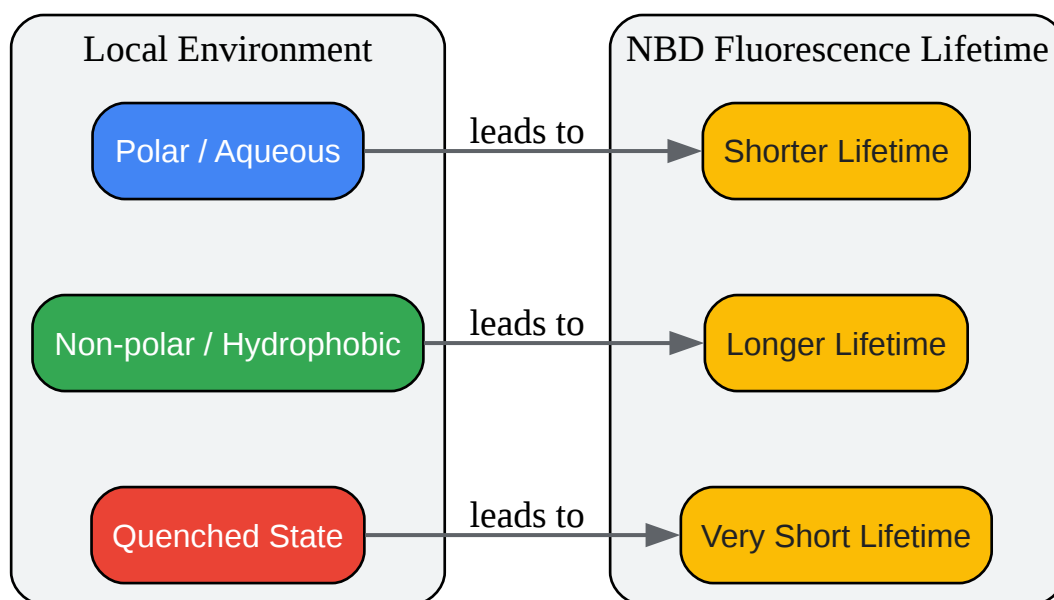 Local Environment
NBD Fluorescence Lifetime
Polar / Aqueous
leads to
Shorter Lifetime
Non-polar / Hydrophobic
leads to
Longer Lifetime
Quenched State
leads to
Very Short Lifetime